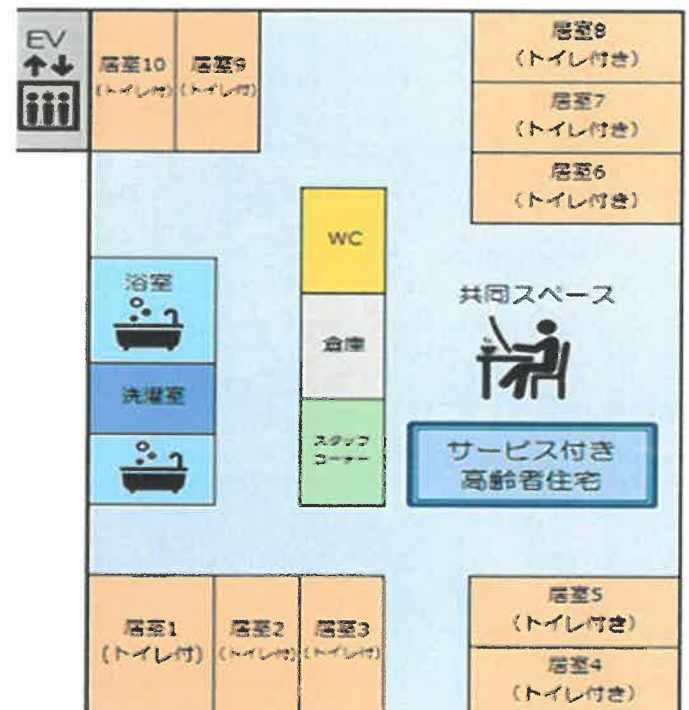 EV
居室10
(トイレ付)
居室9
(トイレ付)
居室8
(トイレ付き)
居室7
(トイレ付き)
居室6
(トイレ付き)
WC
浴室
共同スペース
倉庫
洗濯室
スタッフ
コーナー
サービス付き
高齢者住宅
居室1
(トイレ付)
居室2
(トイレ付)
居室3
(トイレ付)
居室5
(トイレ付き)
居室4
(トイレ付き)